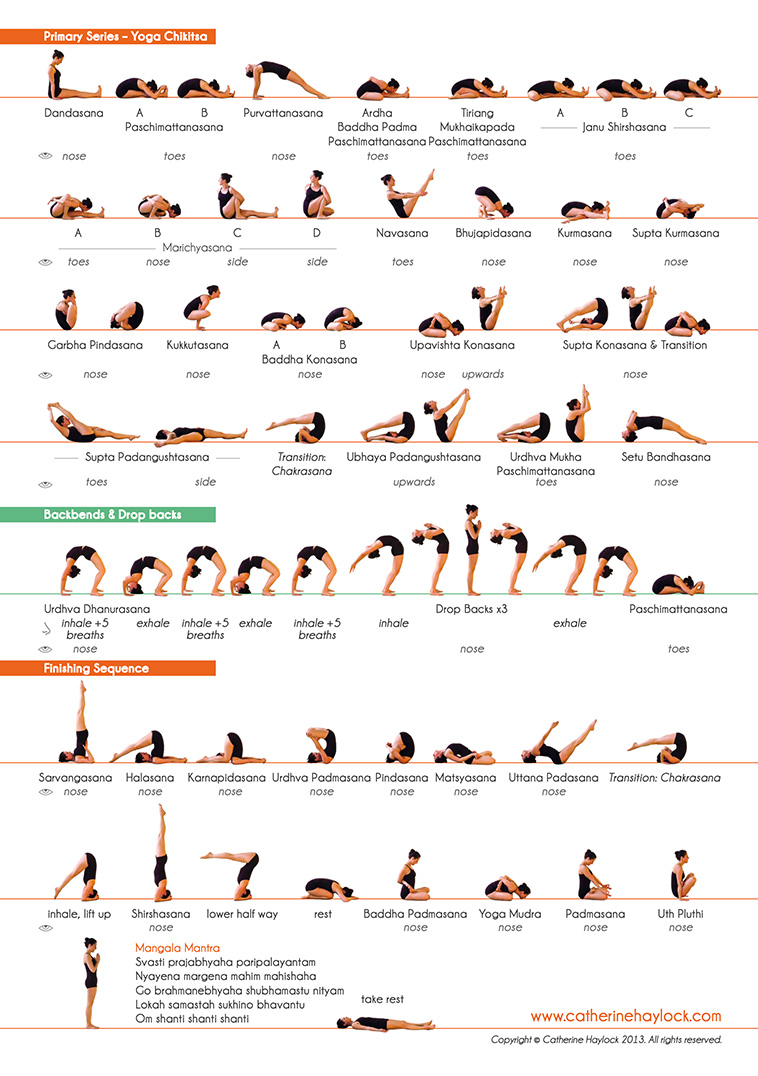 Primary Series – Yoga Chikitsa
Dandasana
A
B
Paschimattanasana
Purvattanasana
Ardha
Baddha Padma
Paschimattanasana
Tiriang
Mukhaikapada
Paschimattanasana
A
B
C
Janu Shirshasana
nose
toes
nose
toes
toes
toes
A
B
C
D
Marichyasana
Navasana
Bhujapidasana
Kurmasana
Supta Kurmasana
toes
nose
side
side
toes
nose
nose
nose
Garbha Pindasana
Kukkutasana
A
B
Baddha Konasana
Upavishta Konasana
Supta Konasana & Transition
nose
nose
nose
nose
upwards
nose
Supta Padangushtasana
Transition:
Chakrasana
Ubhaya Padangushtasana
Urdhva Mukha
Paschimattanasana
Setu Bandhasana
toes
side
upwards
toes
nose
Backbends & Drop backs
Urdhva Dhanurasana
Drop Backs x3
Paschimattanasana
inhale +5
breaths
exhale
inhale +5
breaths
exhale
inhale +5
breaths
inhale
exhale
nose
nose
toes
Finishing Sequence
Sarvangasana
Halasana
Karnapidasana
Urdhva Padmasana
Pindasana
Matsyasana
Uttana Padasana
Transition: Chakrasana
nose
nose
nose
nose
nose
nose
nose
inhale, lift up
Shirshasana
lower half way
rest
Baddha Padmasana
Yoga Mudra
Padmasana
Uth Pluthi
nose
nose
nose
nose
nose
Mangala Mantra
Svasti prajabhyaha paripalayantam
Nyayena margena mahim mahishaha
Go brahmanebhyaha shubhamastu nityam
Lokah samastah sukhino bhavantu
Om shanti shanti shanti
take rest
www.catherinehaylock.com
Copyright © Catherine Haylock 2013. All rights reserved.